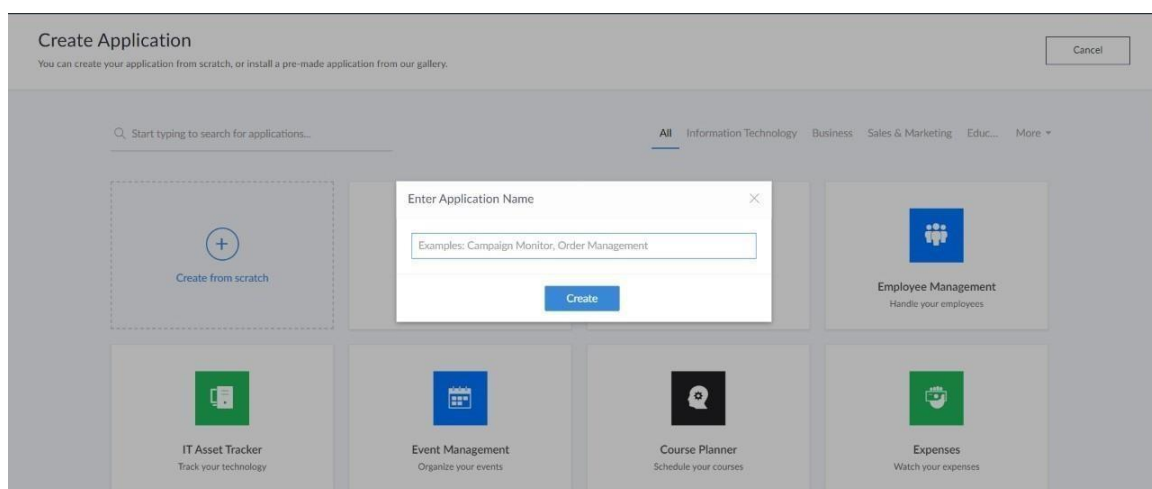 Create Application
You can create your application from scratch, or install a pre-made application from our gallery.
Cancel
Start typing to search for applications...
All Information Technology Business Sales & Marketing Educ... More
Enter Application Name
Examples: Campaign Monitor, Order Management
Create
Create from scratch
Employee Management
Handle your employees
IT Asset Tracker
Track your technology
Event Management
Organize your events
Course Planner
Schedule your courses
Expenses
Watch your expenses